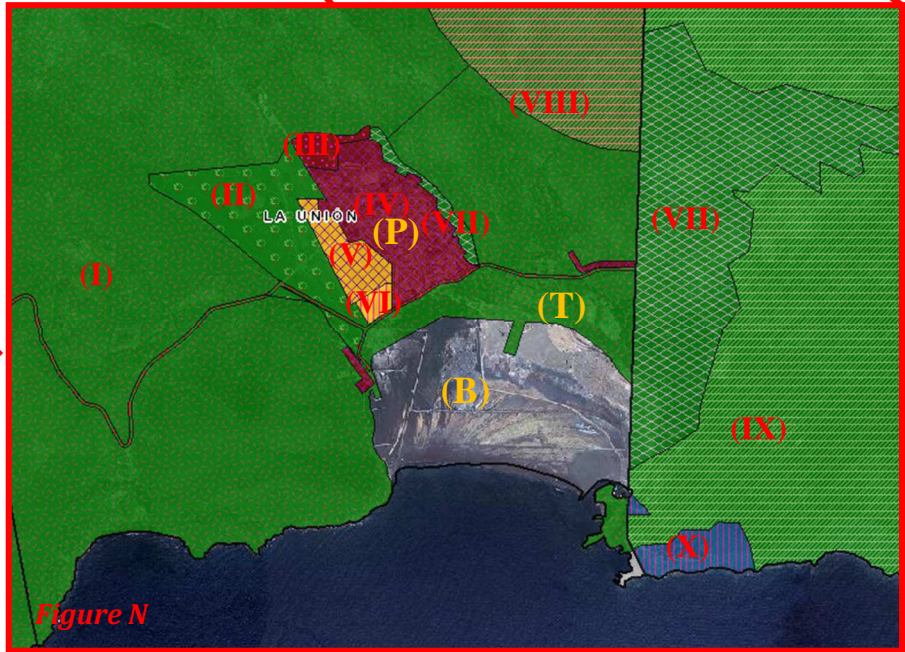 (VIII)
(III)
(II)
LA UNIÓN
(IV)
(P)
(VII)
(VII)
(V)
(I)
(VI)
(T)
(B)
(IX)
(X)
Figure N